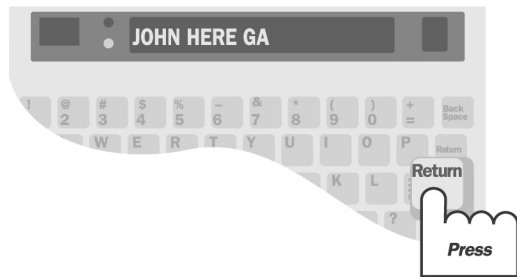 JOHN HERE GA
! @ # $ % – & * ( ) + Back
2 3 4 5 6 7 8 9 0 = Space
W E R T Y U I O P Return
K L Return
?
Press